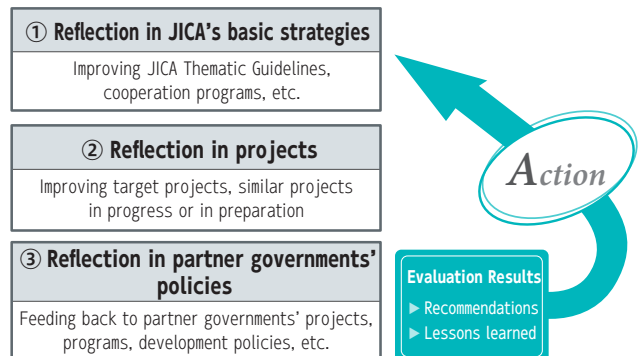 ① Reflection in JICA's basic strategies
Improving JICA Thematic Guidelines,
cooperation programs, etc.
② Reflection in projects
Improving target projects, similar projects
in progress or in preparation
③ Reflection in partner governments'
policies
Feeding back to partner governments' projects,
programs, development policies, etc.
Action
Evaluation Results
▶ Recommendations
▶ Lessons learned